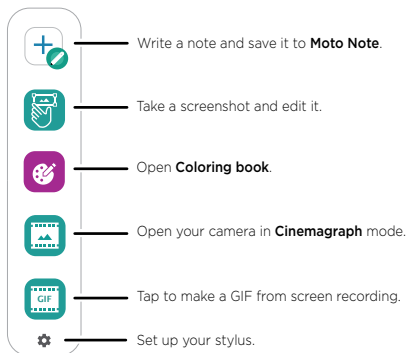 Write a note and save it to Moto Note.
Take a screenshot and edit it.
Open Coloring book.
Open your camera in Cinemagraph mode.
GIF
Tap to make a GIF from screen recording.
Set up your stylus.